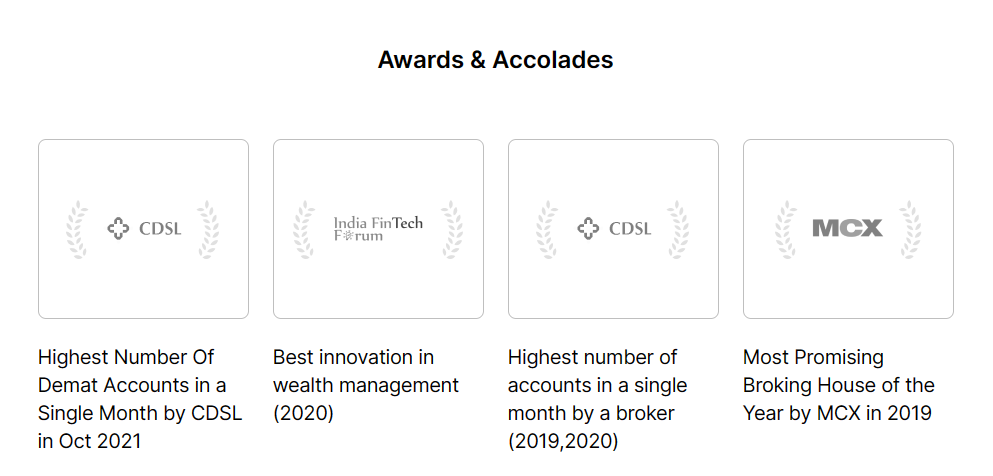 Awards & Accolades
CDSL
India FinTech
Forum
CDSL
MCX
Highest Number Of
Demat Accounts in a
Single Month by CDSL
in Oct 2021
Best innovation in
wealth management
(2020)
Highest number of
accounts in a single
month by a broker
(2019,2020)
Most Promising
Broking House of the
Year by MCX in 2019